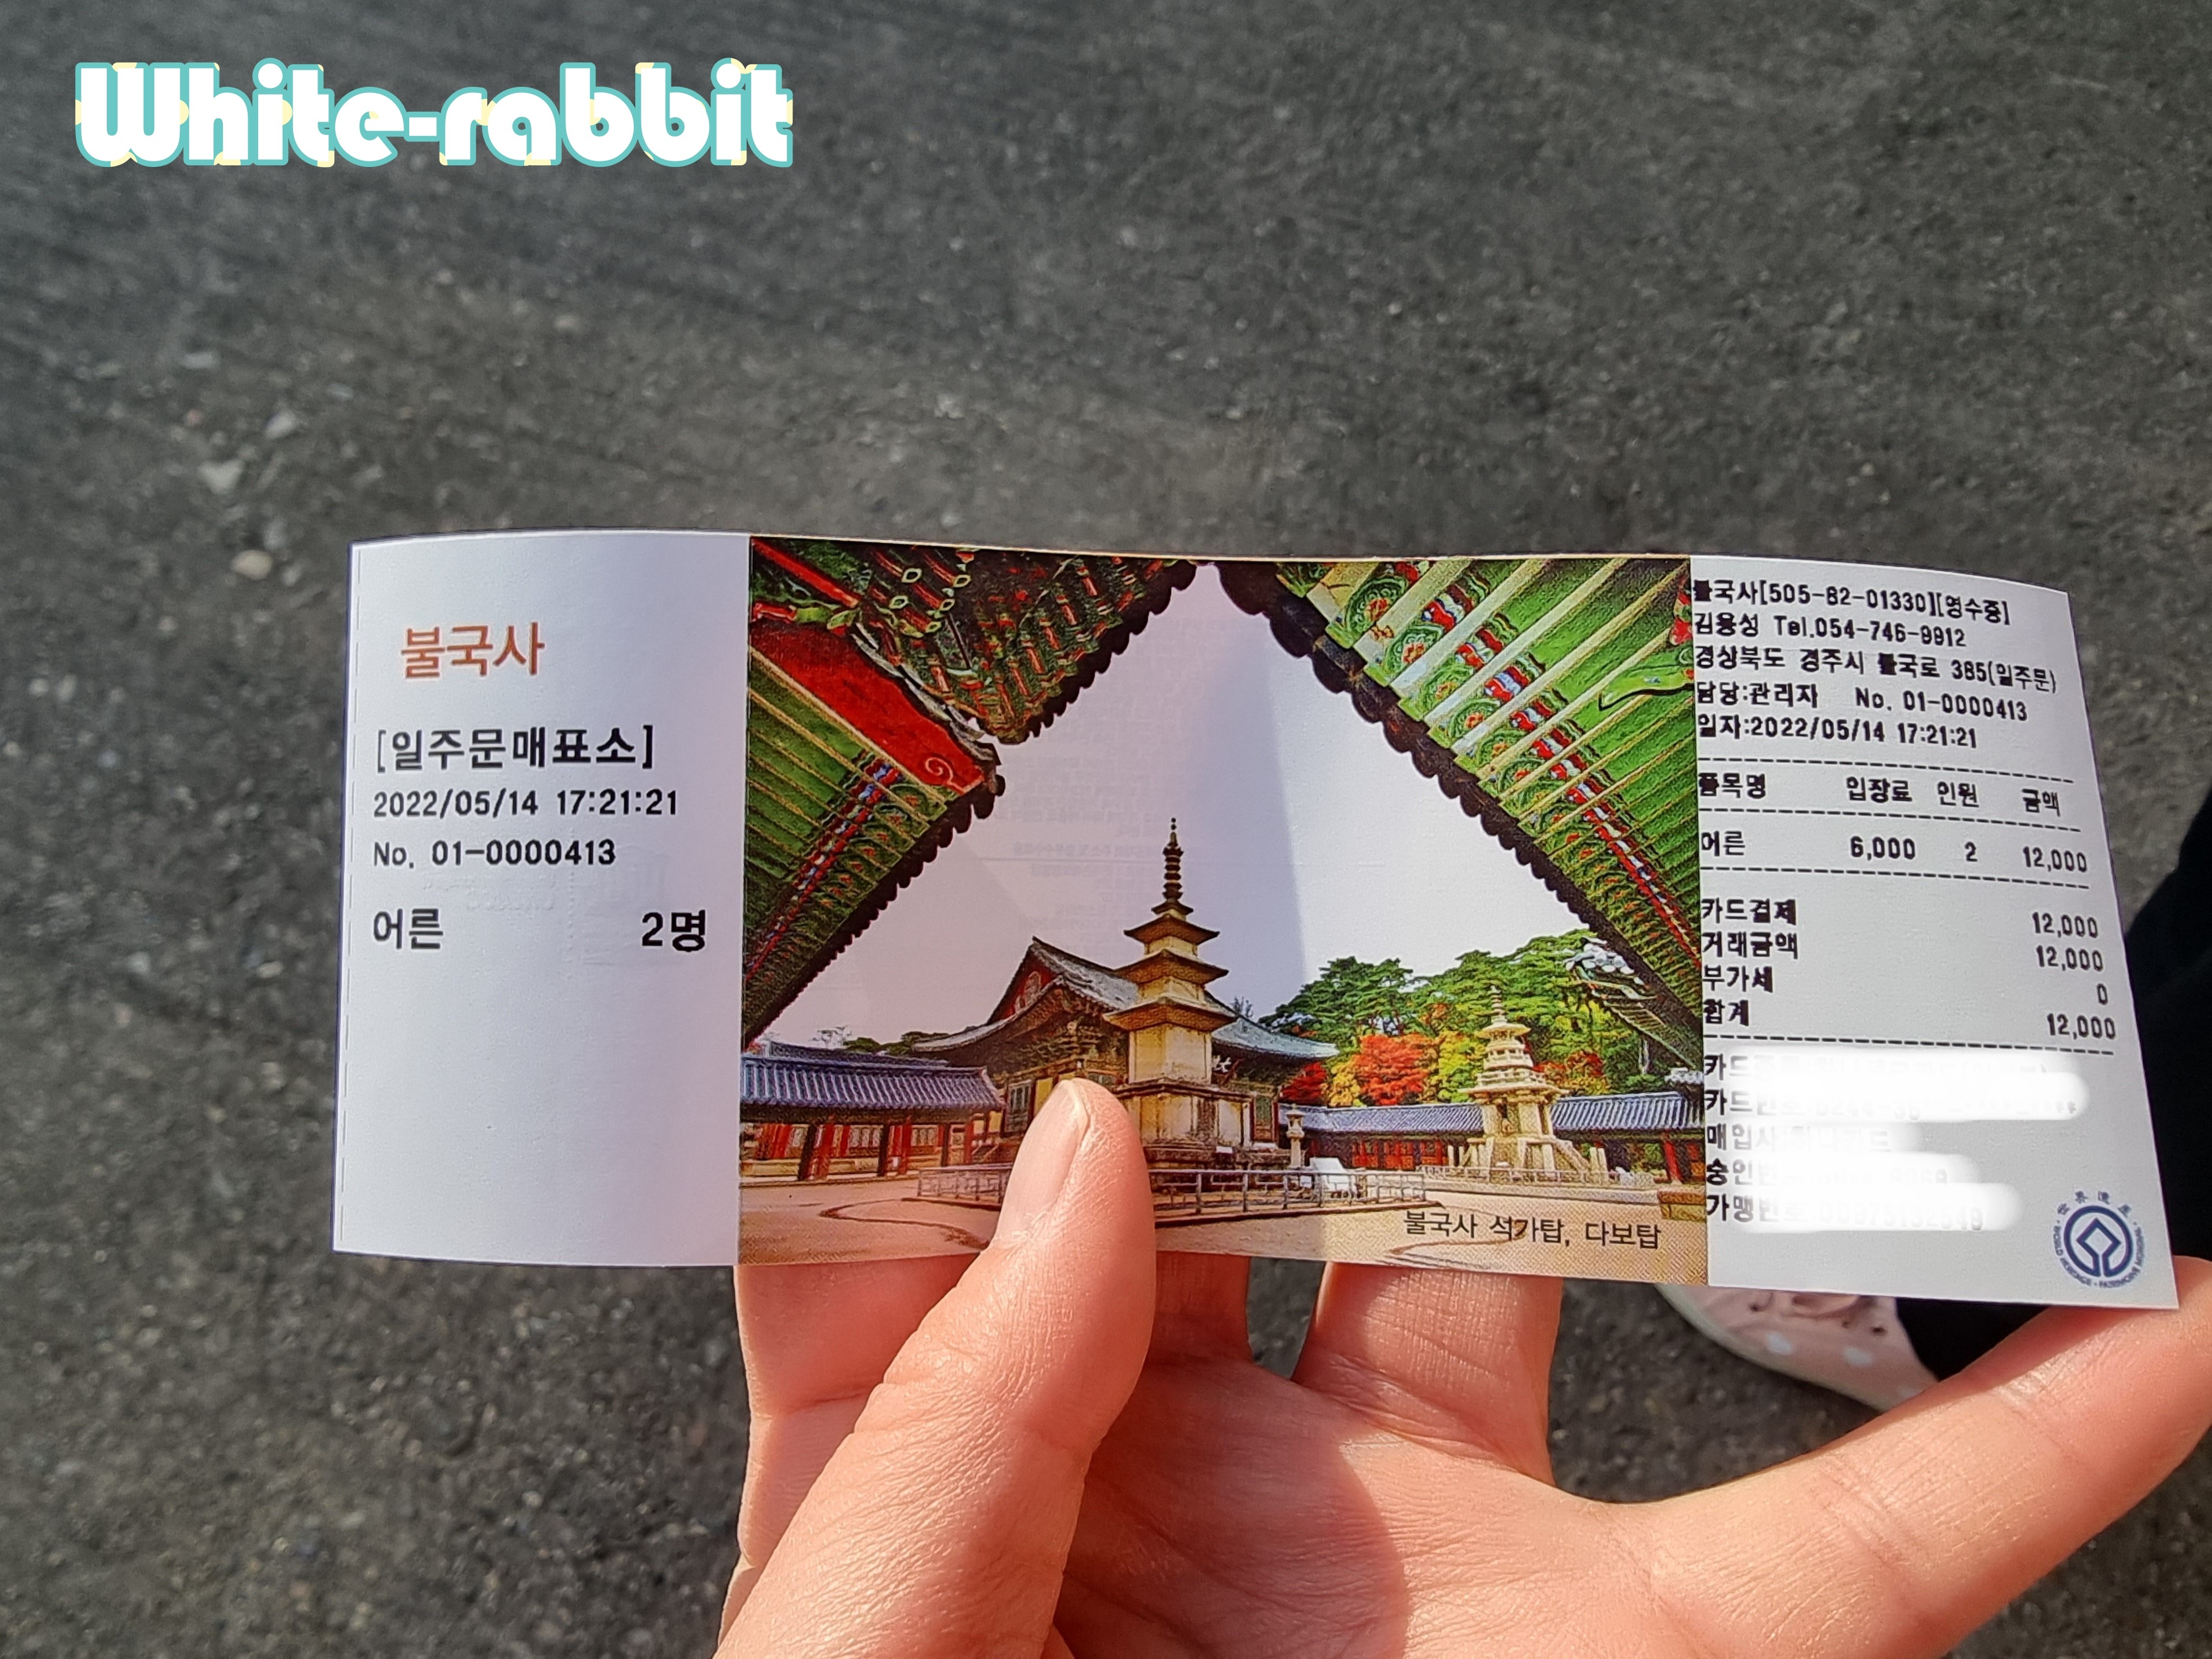 White-rabbit
불국사
[일주문매표소]
2022/05/14 17:21:21
No. 01-0000413
어른 2명
불국사 석가탑, 다보탑
불국사[505-82-01330][영수증]
김용성 Tel.054-746-9912
경상북도 경주시 불국로 385(일주문)
담당:관리자 No. 01-0000413
일자:2022/05/14 17:21:21
품목명 입장료 인원 금액
어른 6,000 2 12,000
카드결제 12,000
거래금액 12,000
부가세 0
합계 12,000
카드
매입사